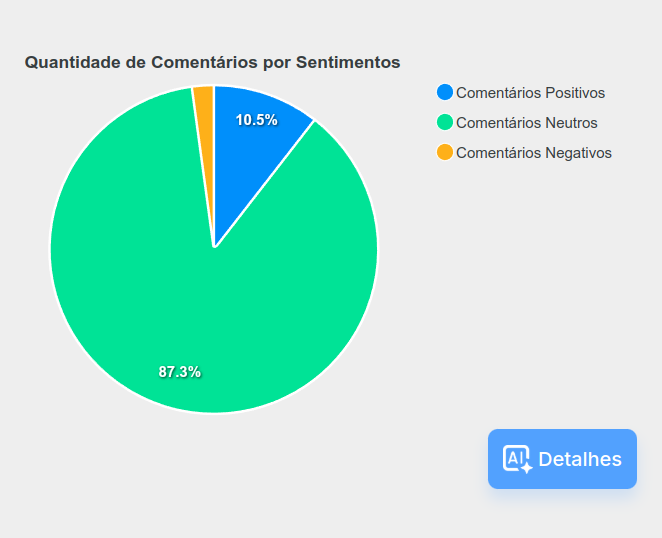 Quantidade de Comentários por Sentimentos
Comentários Positivos
Comentários Neutros
Comentários Negativos
10.5%
87.3%
AI Detalhes